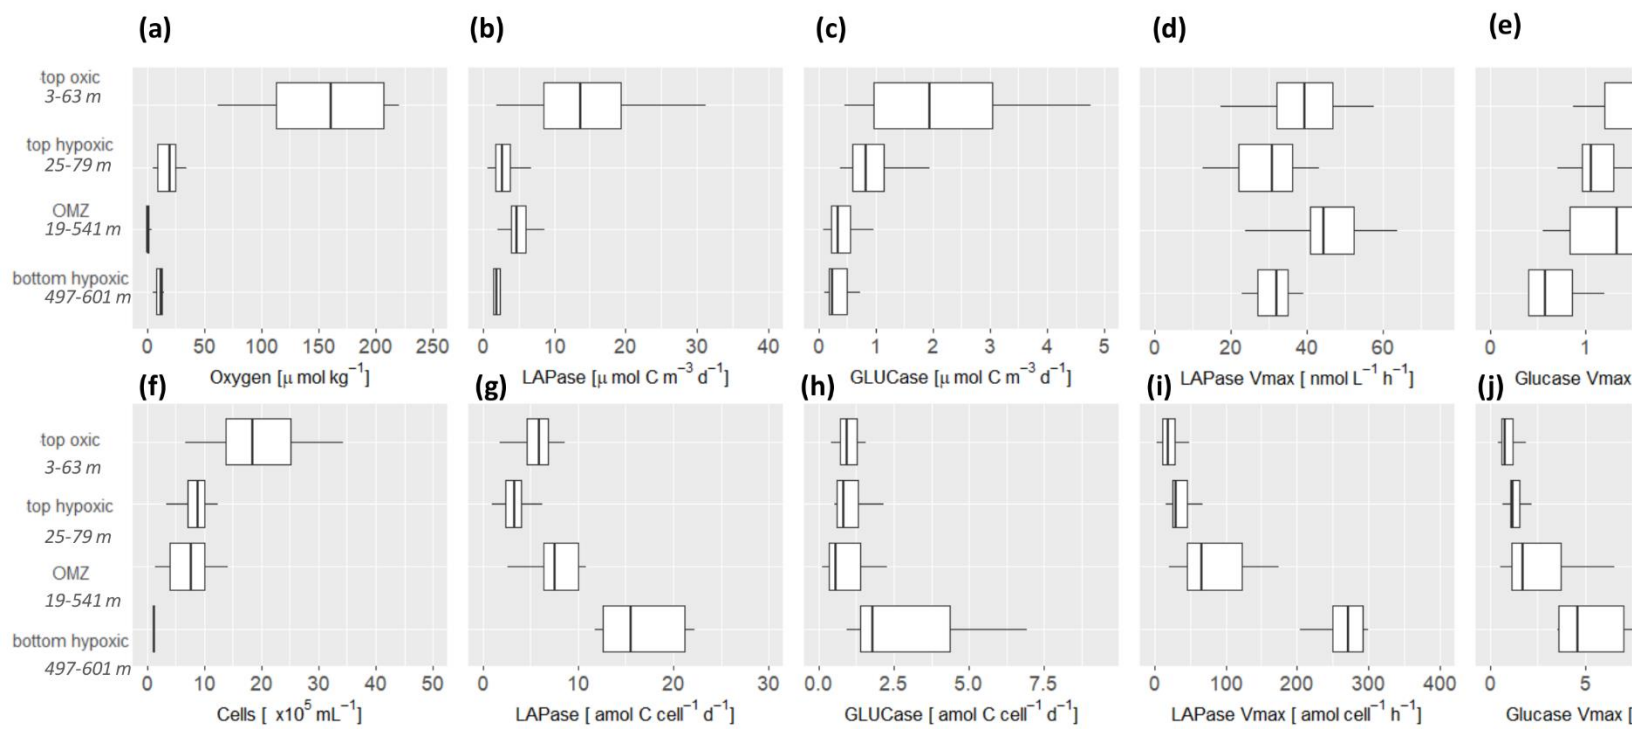 (a) (b) (c) (d) (e)
top oxic
3-63 m
top hypoxic
25-79 m
OMZ
19-541 m
bottom hypoxic
497-601 m
0 50 100 150 200 250 0 10 20 30 40 0 1 2 3 4 5 0 20 40 60 0 1
Oxygen [μ mol kg⁻¹] LAPase [μ mol C m⁻³ d⁻¹] GLUCase [μ mol C m⁻³ d⁻¹] LAPase Vmax [ nmol L⁻¹ h⁻¹] Glucase Vmax
(f) (g) (h) (i) (j)
top oxic
3-63 m
top hypoxic
25-79 m
OMZ
19-541 m
bottom hypoxic
497-601 m
0 10 20 30 40 50 0 10 20 30 0.0 2.5 5.0 7.5 0 100 200 300 400 0 5
Cells [ x10⁵ mL⁻¹] LAPase [ amol C cell⁻¹ d⁻¹] GLUCase [ amol C cell⁻¹ d⁻¹] LAPase Vmax [ amol cell⁻¹ h⁻¹] Glucase Vmax [